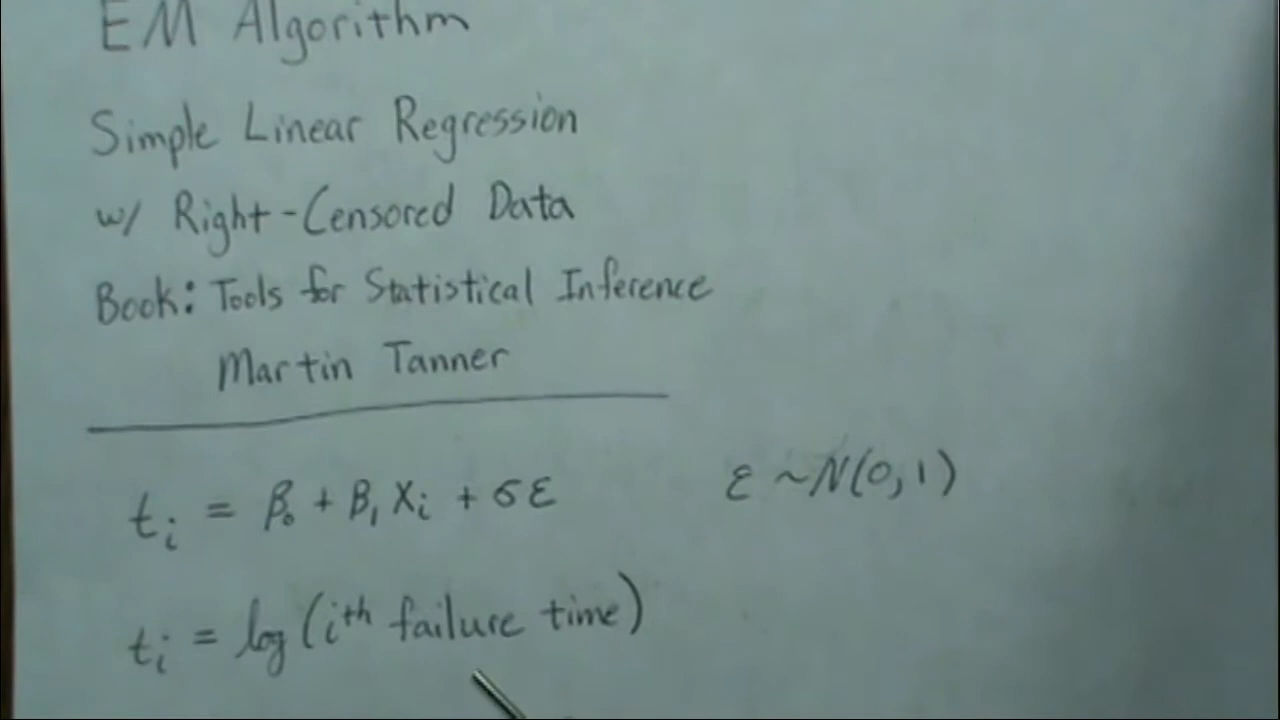 EM Algorithm
Simple Linear Regression
w/ Right-Censored Data
Book: Tools for Statistical Inference
Martin Tanner
tᵢ = β₀ + β₁ Xᵢ + σε ε ~ N(0,1)
tᵢ = log(iᵗʰ failure time)